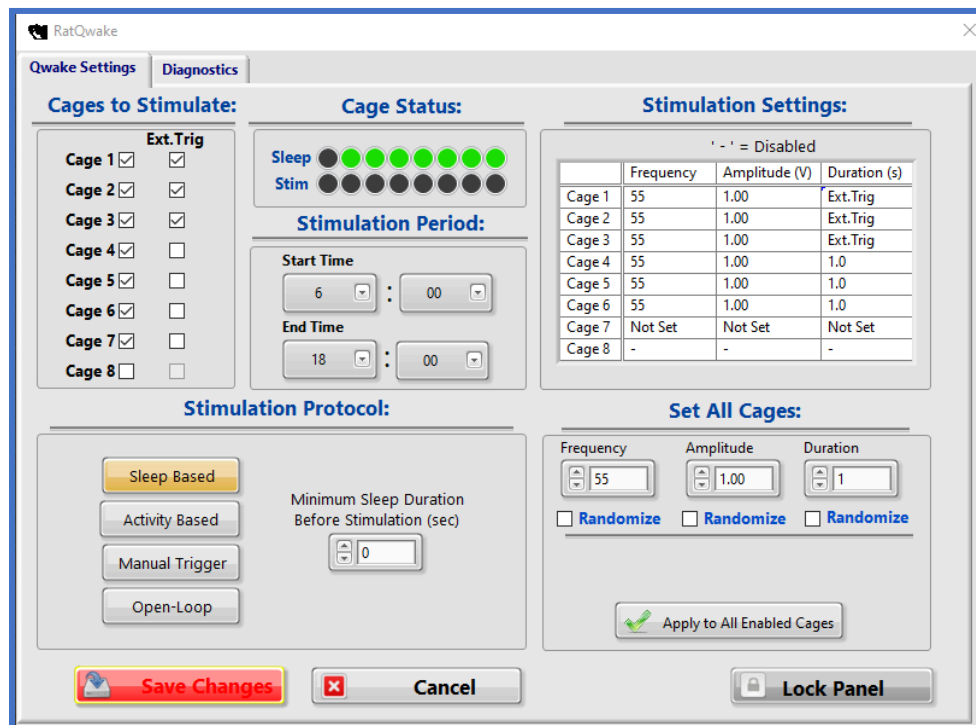 RatQwake
Qwake Settings
Diagnostics
Cages to Stimulate:
Ext.Trig
Cage 1
Cage 2
Cage 3
Cage 4
Cage 5
Cage 6
Cage 7
Cage 8
Cage Status:
Sleep
Stim
Stimulation Period:
Start Time
6 : 00
End Time
18 : 00
Stimulation Settings:
' - ' = Disabled
Frequency Amplitude (V) Duration (s)
Cage 1 55 1.00 Ext.Trig
Cage 2 55 1.00 Ext.Trig
Cage 3 55 1.00 Ext.Trig
Cage 4 55 1.00 1.0
Cage 5 55 1.00 1.0
Cage 6 55 1.00 1.0
Cage 7 Not Set Not Set Not Set
Cage 8 - - -
Stimulation Protocol:
Sleep Based
Activity Based
Manual Trigger
Open-Loop
Minimum Sleep Duration
Before Stimulation (sec)
0
Set All Cages:
Frequency Amplitude Duration
55 1.00 1
Randomize Randomize Randomize
Apply to All Enabled Cages
Save Changes
Cancel
Lock Panel